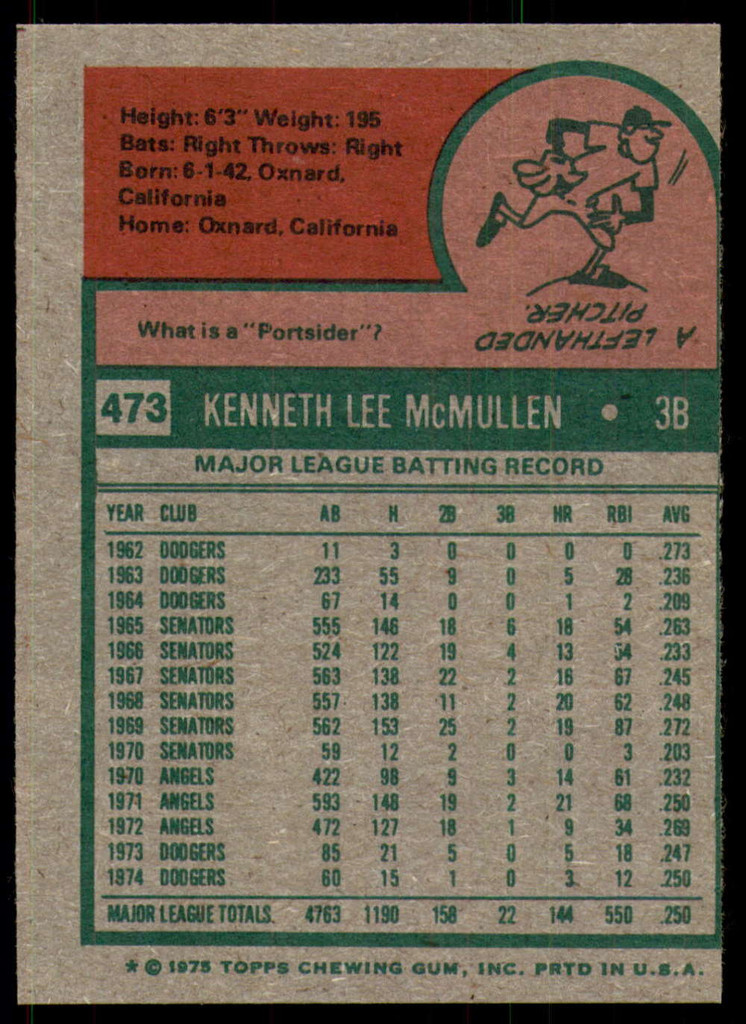 Height: 6'3" Weight: 195
Bats: Right Throws: Right
Born: 6-1-42, Oxnard,
California
Home: Oxnard, California
What is a "Portsider"?
A LEFTHANDED
PITCHER.
473 KENNETH LEE McMULLEN • 3B
MAJOR LEAGUE BATTING RECORD
YEAR CLUB AB H 2B 3B HR RBI AVG
1962 DODGERS 11 3 0 0 0 0 .273
1963 DODGERS 233 55 9 0 5 28 .236
1964 DODGERS 67 14 0 0 1 2 .209
1965 SENATORS 555 146 18 6 18 54 .263
1966 SENATORS 524 122 19 4 13 54 .233
1967 SENATORS 563 138 22 2 16 67 .245
1968 SENATORS 557 138 11 2 20 62 .248
1969 SENATORS 562 153 25 2 19 87 .272
1970 SENATORS 59 12 2 0 0 3 .203
1970 ANGELS 422 98 9 3 14 61 .232
1971 ANGELS 593 148 19 2 21 68 .250
1972 ANGELS 472 127 18 1 9 34 .269
1973 DODGERS 85 21 5 0 5 18 .247
1974 DODGERS 60 15 1 0 3 12 .250
MAJOR LEAGUE TOTALS. 4763 1190 158 22 144 550 .250
* © 1975 TOPPS CHEWING GUM, INC. PRTD IN U.S.A.